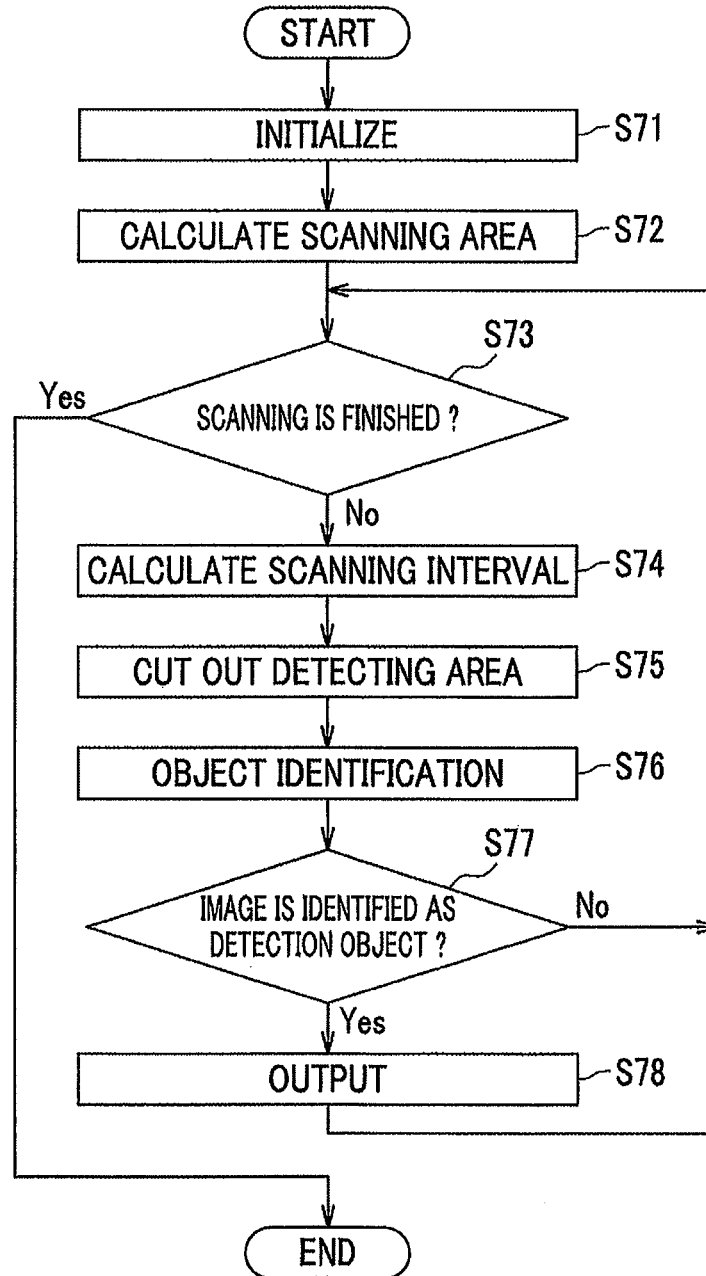 START
INITIALIZE
S71
CALCULATE SCANNING AREA
S72
S73
Yes
SCANNING IS FINISHED ?
No
CALCULATE SCANNING INTERVAL
S74
CUT OUT DETECTING AREA
S75
OBJECT IDENTIFICATION
S76
S77
IMAGE IS IDENTIFIED AS
DETECTION OBJECT ?
No
Yes
OUTPUT
S78
END